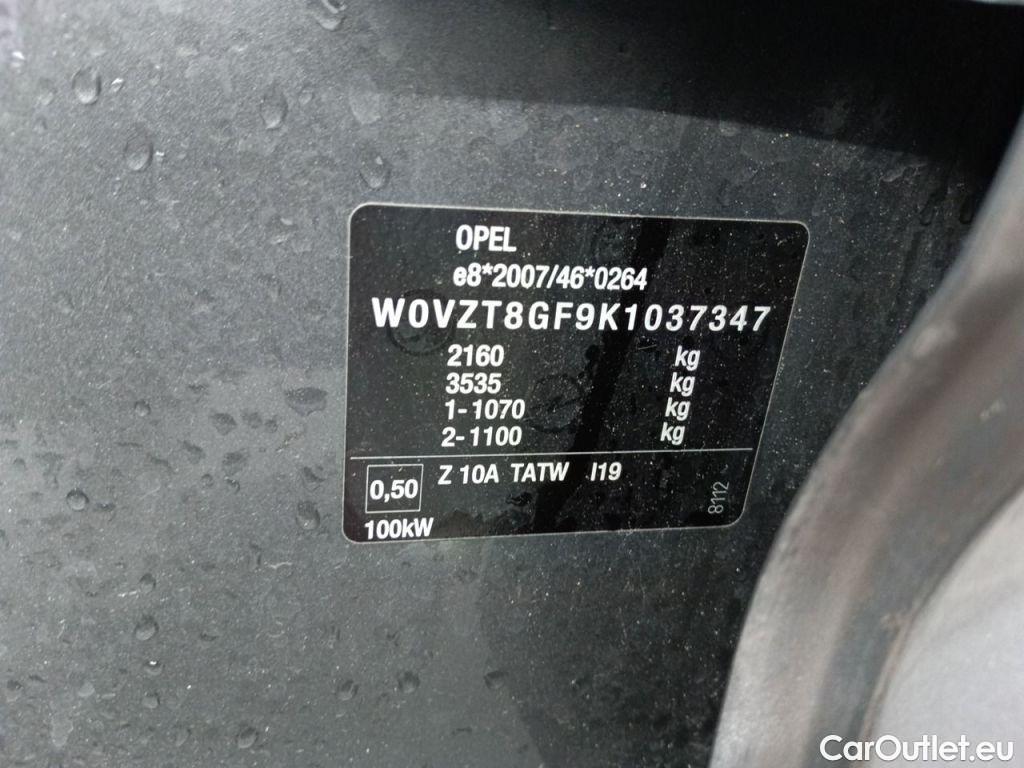 OPEL
e8*2007/46*0264
W0VZT8GF9K1037347
2160 kg
3535 kg
1-1070 kg
2-1100 kg
0,50 Z 10A TATW I19
100kW
8112
CarOutlet.eu